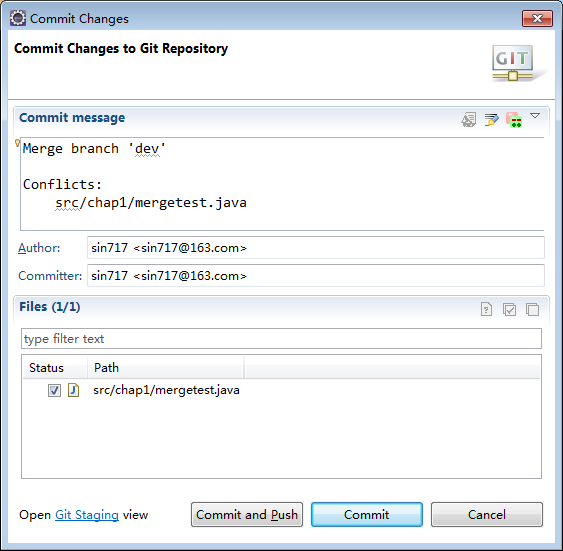 Commit Changes
Commit Changes to Git Repository
GIT
Commit message
Merge branch 'dev'
Conflicts:
src/chap1/mergetest.java
Author: sin717 <sin717@163.com>
Committer: sin717 <sin717@163.com>
Files (1/1)
type filter text
Status Path
J src/chap1/mergetest.java
Open Git Staging view Commit and Push Commit Cancel